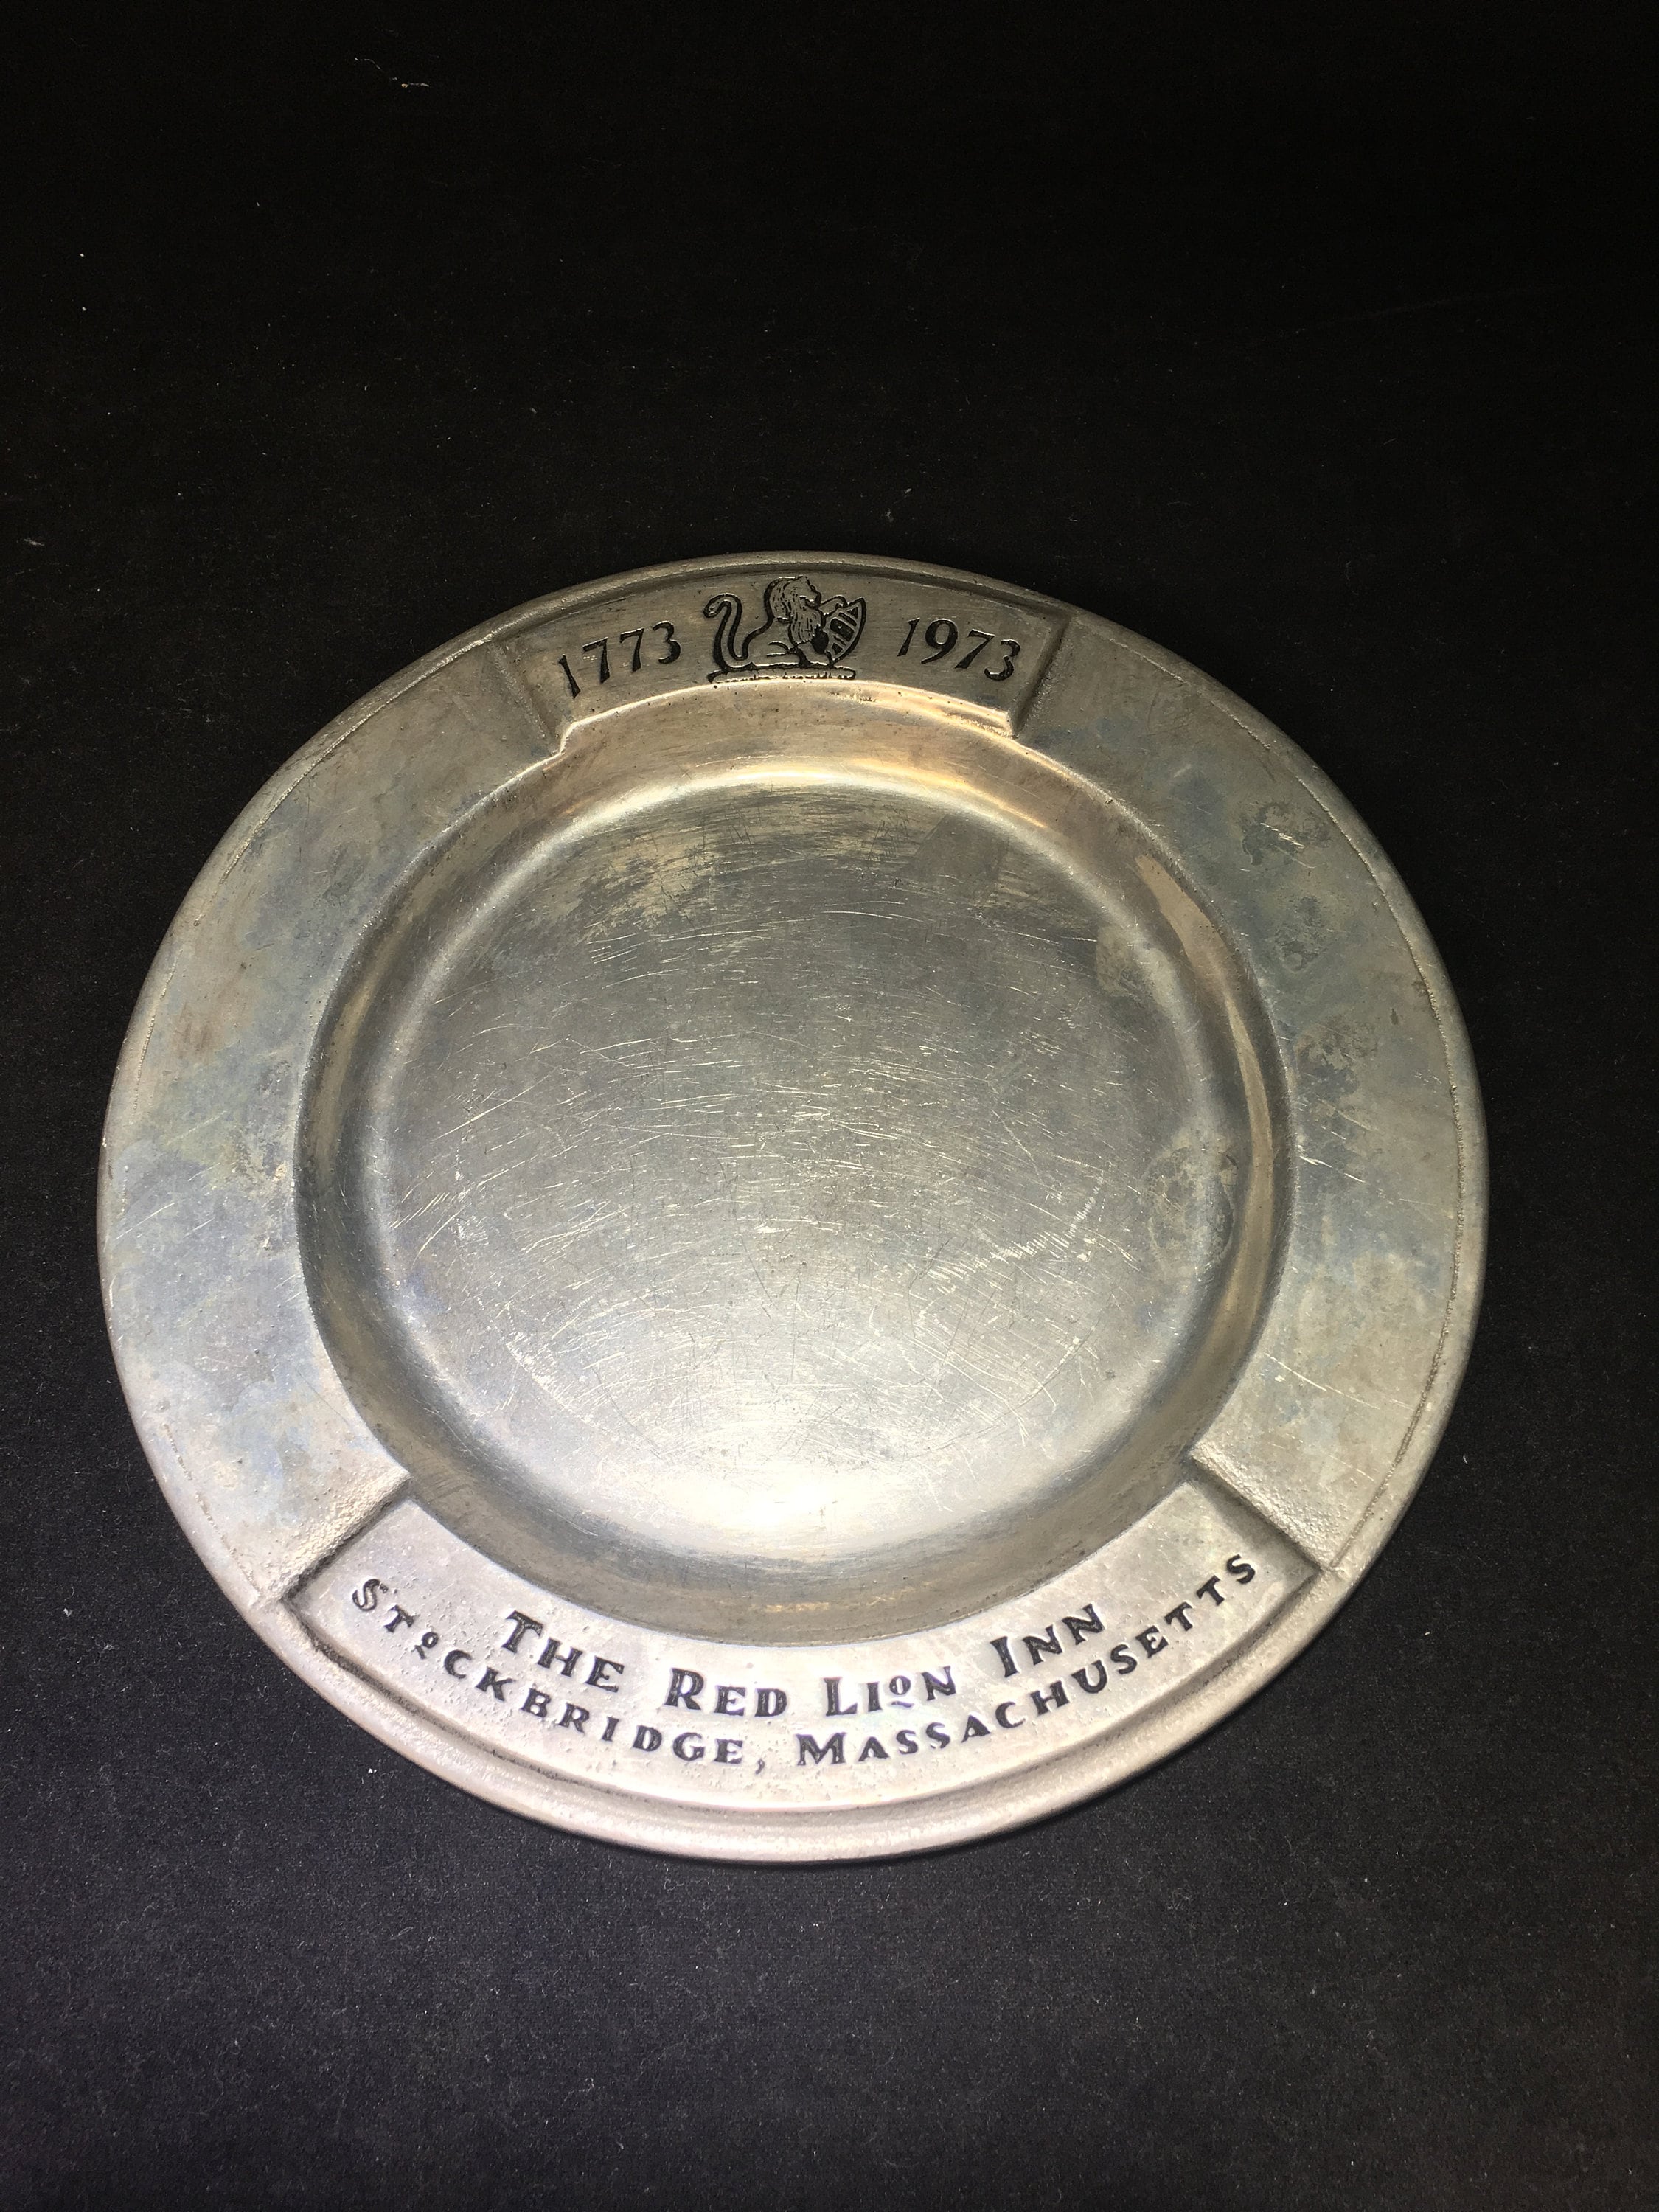 1773 1973
THE RED LION INN
STOCKBRIDGE, MASSACHUSETTS